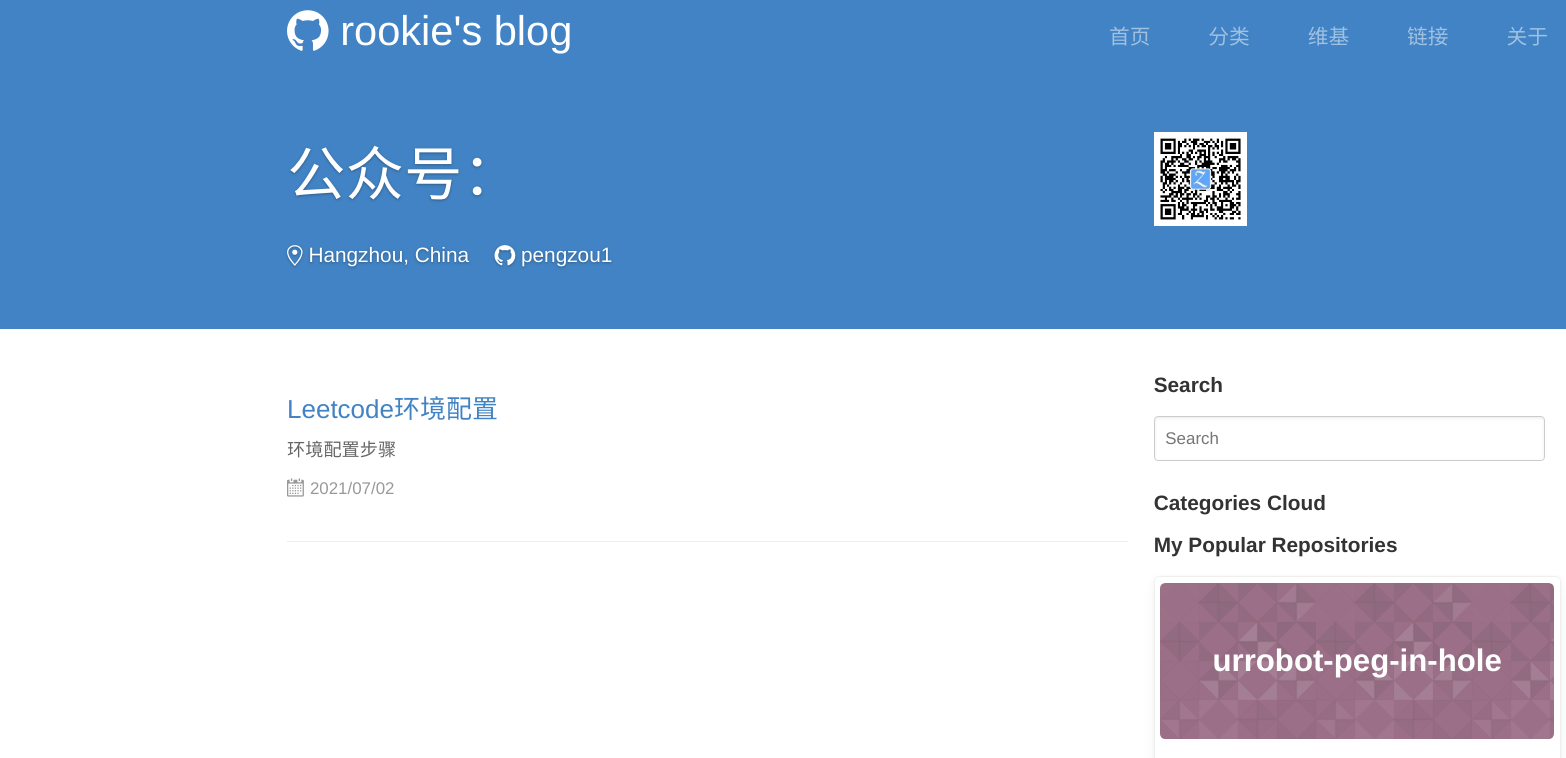 rookie's blog
首页 分类 维基 链接 关于
公众号：
Hangzhou, China pengzou1
Leetcode环境配置
环境配置步骤
2021/07/02
Search
Search
Categories Cloud
My Popular Repositories
urrobot-peg-in-hole